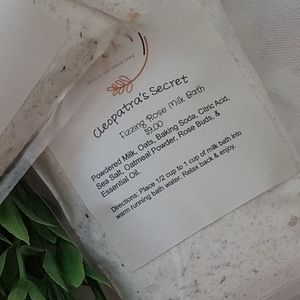 Cleopatra's Secret
Fizzing Rose Milk Bath
$9.00
Powdered Milk, Oats, Baking Soda, Citric Acid,
Sea Salt, Oatmeal Powder, Rose Buds, &
Essential Oil.
Directions: Place 1/2 cup to 1 cup of milk bath into
warm running bath water. Relax back & enjoy.